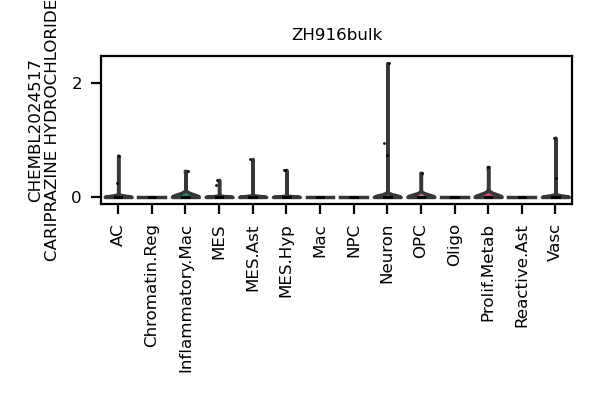 ZH916bulk
CHEMBL2024517
CARIPRAZINE HYDROCHLORIDE
2
0
AC
Chromatin.Reg
Inflammatory.Mac
MES
MES.Ast
MES.Hyp
Mac
NPC
Neuron
OPC
Oligo
Prolif.Metab
Reactive.Ast
Vasc